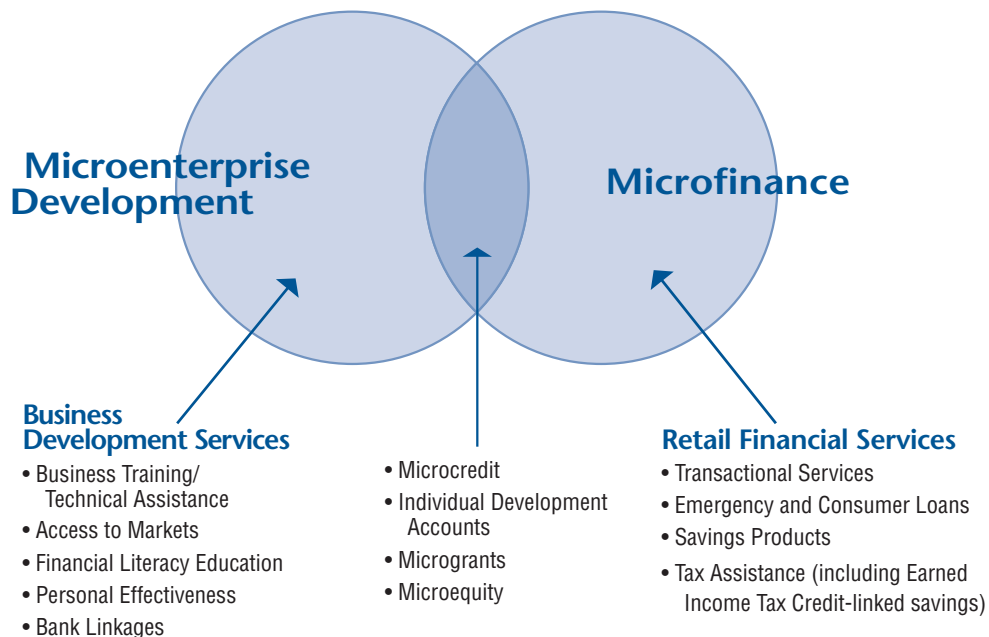 Microenterprise
Development
Microfinance
Business
Development Services
• Business Training/
Technical Assistance
• Access to Markets
• Financial Literacy Education
• Personal Effectiveness
• Bank Linkages
• Microcredit
• Individual Development
Accounts
• Microgrants
• Microequity
Retail Financial Services
• Transactional Services
• Emergency and Consumer Loans
• Savings Products
• Tax Assistance (including Earned
Income Tax Credit-linked savings)